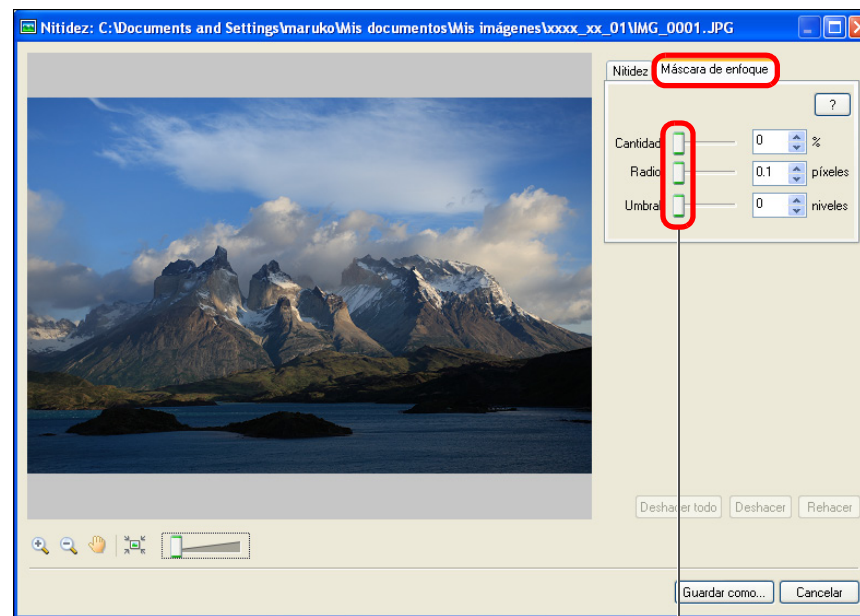 Nitidez: C:\Documents and Settings\maruko\Mis documentos\Mis imágenes\xxxx_xx_01\IMG_0001.JPG
Nitidez Máscara de enfoque
?
Cantidad 0 %
Radio 0.1 píxeles
Umbral 0 niveles
Deshacer todo Deshacer Rehacer
Guardar como... Cancelar